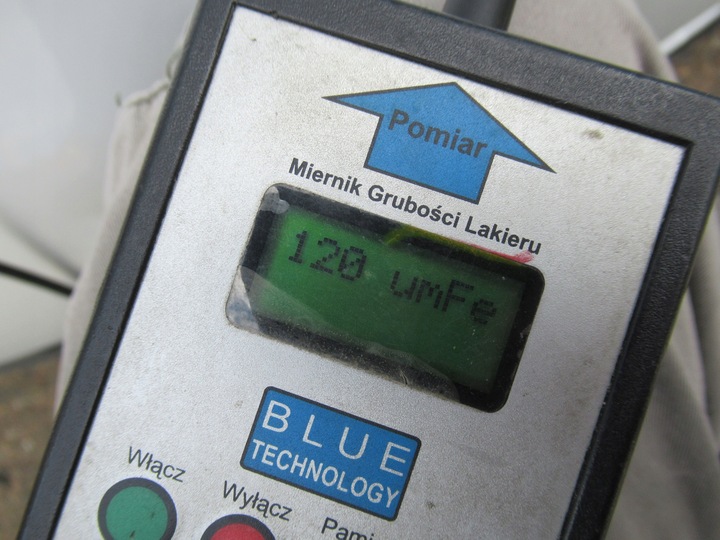 Pomiar
Miernik Grubości Lakieru
120 umFe
BLUE
TECHNOLOGY
Włącz
Wyłącz